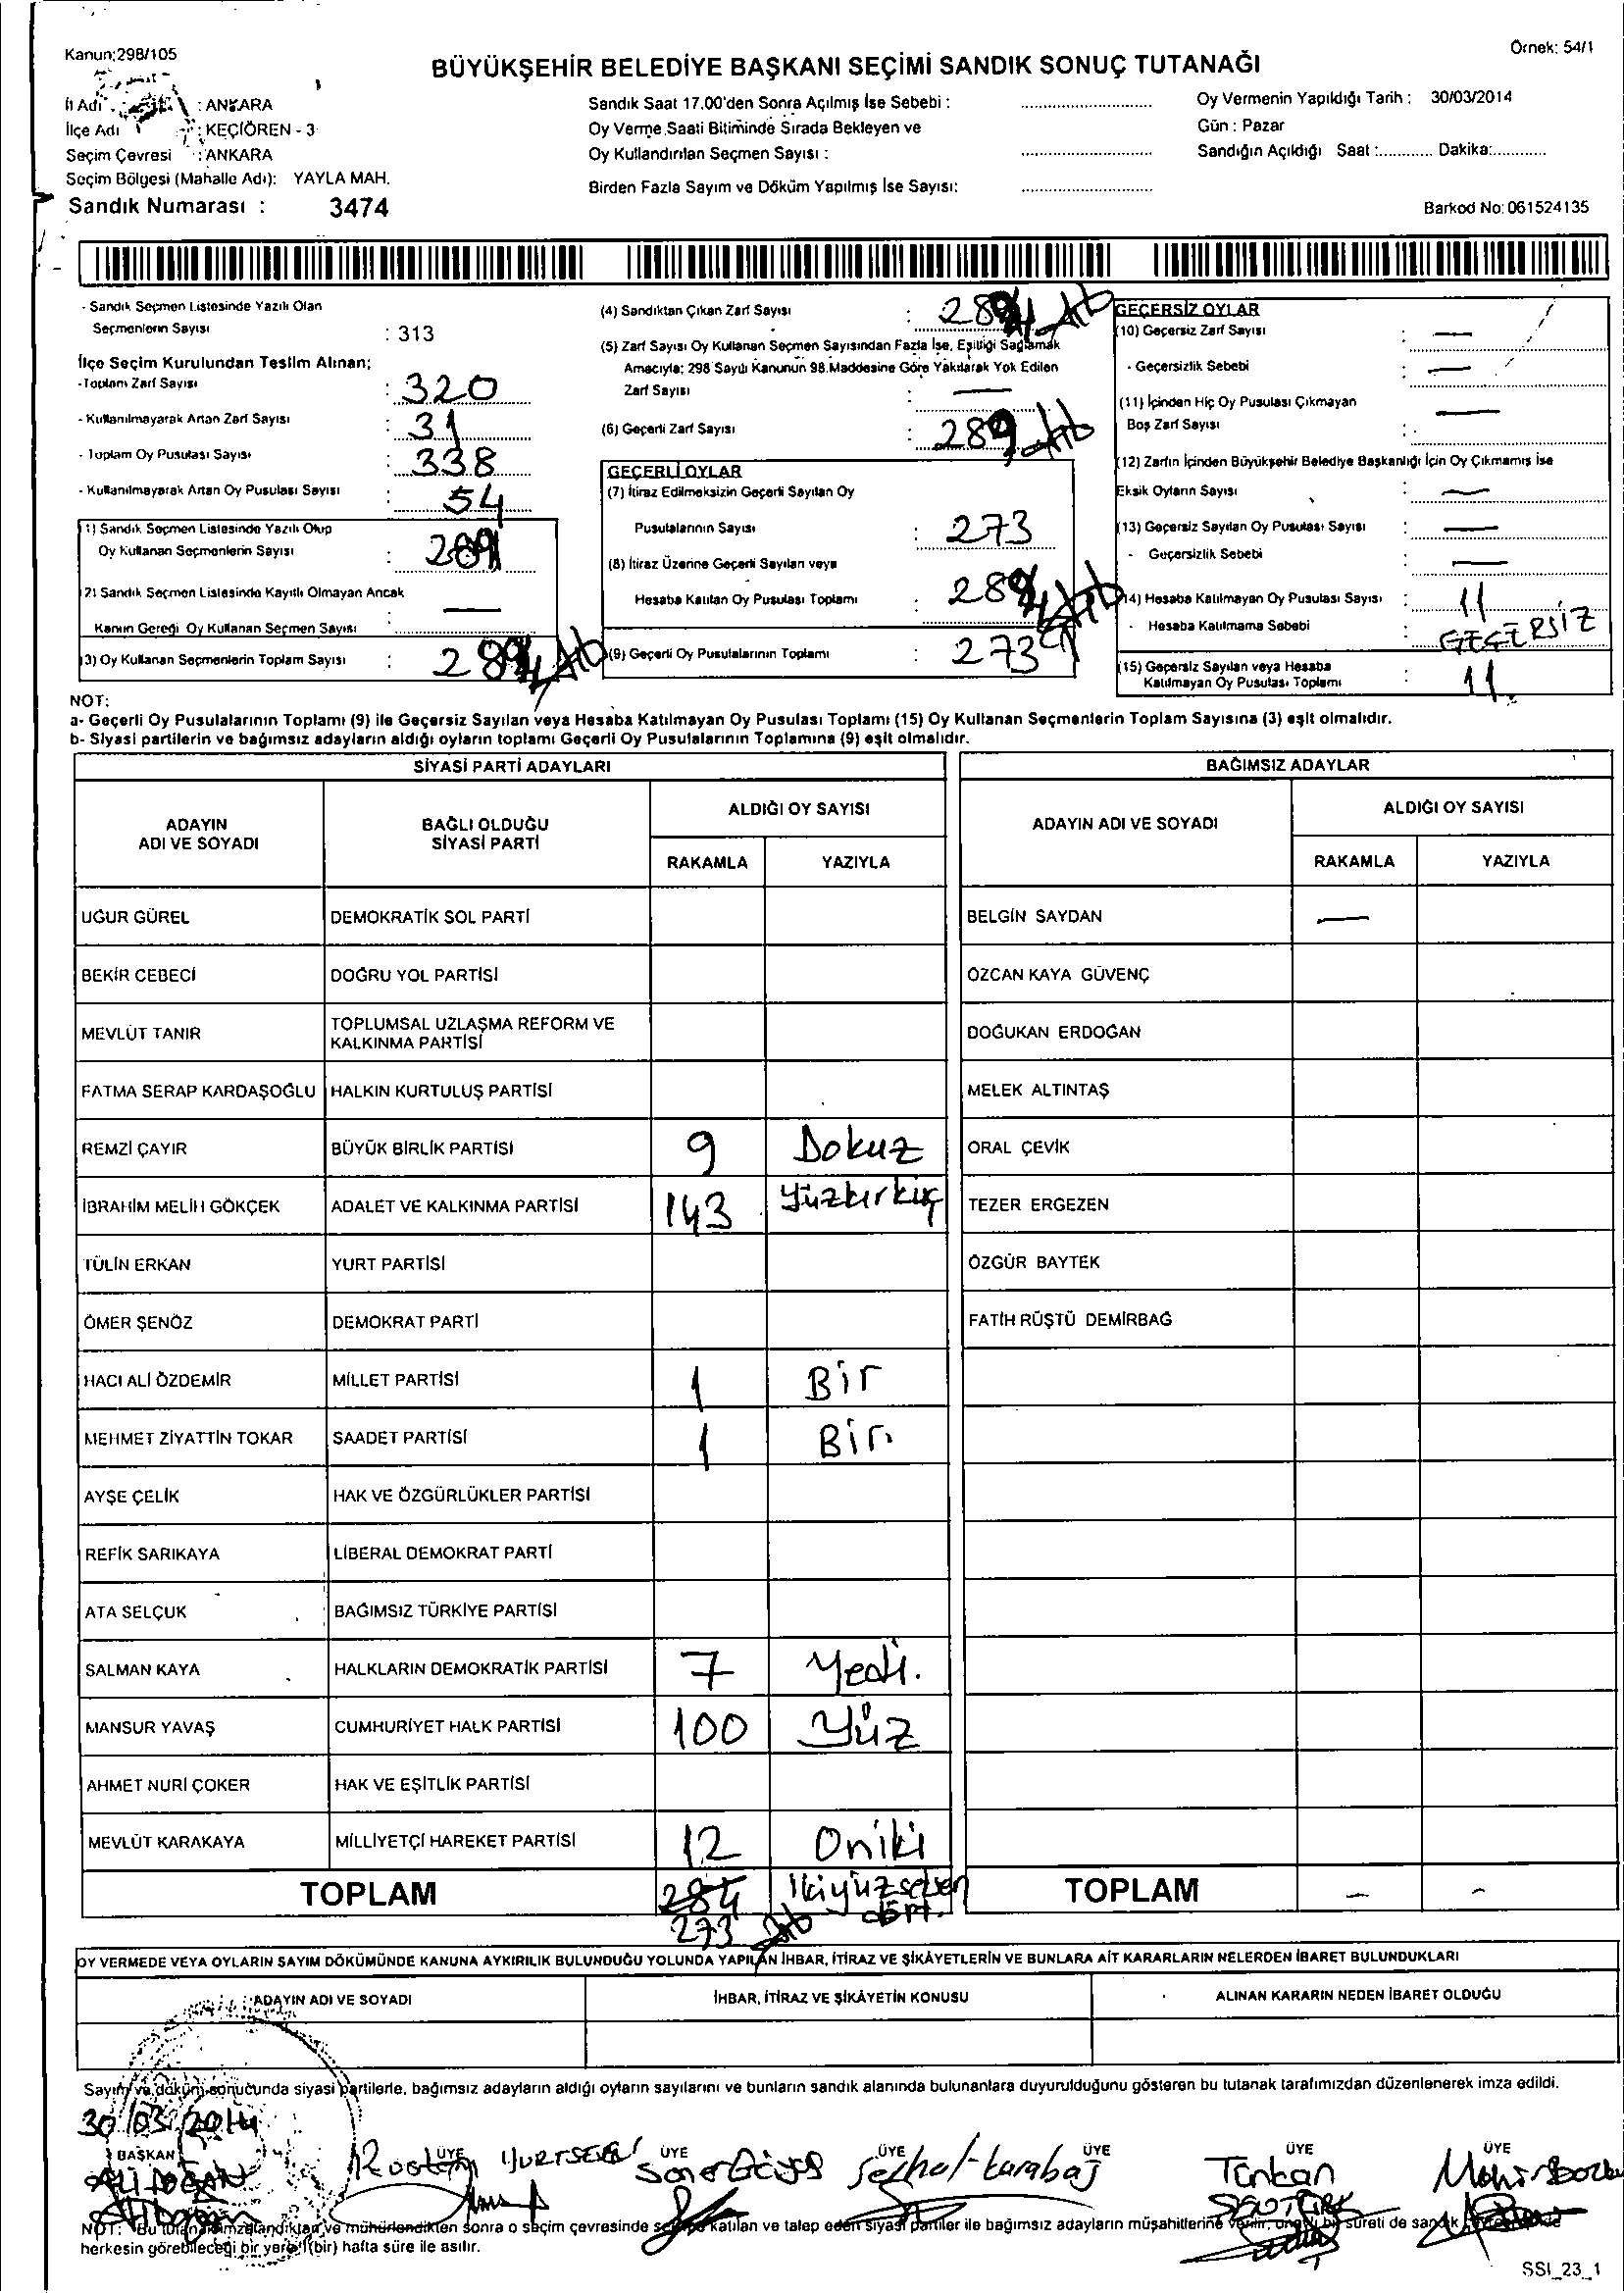 Kanun:298/105
Örnek: 54/1
BÜYÜKŞEHİR BELEDİYE BAŞKANI SEÇİMİ SANDIK SONUÇ TUTANAĞI
İl Adı : ANKARA
İlçe Adı : KEÇİÖREN - 3
Seçim Çevresi : ANKARA
Seçim Bölgesi (Mahalle Adı): YAYLA MAH.
Sandık Numarası : 3474
Sandık Saat 17.00'den Sonra Açılmış İse Sebebi :
Oy Verme Saati Bitiminde Sırada Bekleyen ve
Oy Kullandırılan Seçmen Sayısı :
Birden Fazla Sayım ve Döküm Yapılmış İse Sayısı:
Oy Vermenin Yapıldığı Tarih : 30/03/2014
Gün : Pazar
Sandığın Açıldığı Saat :............ Dakika:............
Barkod No: 061524135
- Sandık Seçmen Listesinde Yazılı Olan
Seçmenlerin Sayısı : 313
İlçe Seçim Kurulundan Teslim Alınan;
-Toplam Zarf Sayısı : 320
- Kullanılmayarak Artan Zarf Sayısı : 31
- Toplam Oy Pusulası Sayısı : 338
- Kullanılmayarak Artan Oy Pusulası Sayısı : 54
1) Sandık Seçmen Listesinde Yazılı Olup
Oy Kullanan Seçmenlerin Sayısı :
2) Sandık Seçmen Listesinde Kayıtlı Olmayan Ancak
Kanun Gereği Oy Kullanan Seçmen Sayısı : —
(3) Oy Kullanan Seçmenlerin Toplam Sayısı : 284
(4) Sandıktan Çıkan Zarf Sayısı : 284
(5) Zarf Sayısı Oy Kullanan Seçmen Sayısından Fazla İse, Eşitliği Sağlamak
Amacıyla; 298 Sayılı Kanunun 98.Maddesine Göre Yakılarak Yok Edilen
Zarf Sayısı : —
(6) Geçerli Zarf Sayısı : 289
GEÇERLİ OYLAR
(7) İtiraz Edilmeksizin Geçerli Sayılan Oy
Pusulalarının Sayısı : 273
(8) İtiraz Üzerine Geçerli Sayılan veya
Hesaba Katılan Oy Pusulası Toplamı : 284
(9) Geçerli Oy Pusulalarının Toplamı : 273
GEÇERSİZ OYLAR
(10) Geçersiz Zarf Sayısı : —
- Geçersizlik Sebebi : —
(11) İçinden Hiç Oy Pusulası Çıkmayan
Boş Zarf Sayısı : —
(12) Zarfın İçinden Büyükşehir Belediye Başkanlığı İçin Oy Çıkmamış İse
Eksik Oyların Sayısı : —
(13) Geçersiz Sayılan Oy Pusulası Sayısı : —
- Geçersizlik Sebebi : —
(14) Hesaba Katılmayan Oy Pusulası Sayısı : 11
- Hesaba Katılmama Sebebi : GEÇERSİZ
(15) Geçersiz Sayılan veya Hesaba
Katılmayan Oy Pusulası Toplamı : 11
NOT:
a- Geçerli Oy Pusulalarının Toplamı (9) ile Geçersiz Sayılan veya Hesaba Katılmayan Oy Pusulası Toplamı (15) Oy Kullanan Seçmenlerin Toplam Sayısına (3) eşit olmalıdır.
b- Siyasi partilerin ve bağımsız adayların aldığı oyların toplamı Geçerli Oy Pusulalarının Toplamına (9) eşit olmalıdır.
SİYASİ PARTİ ADAYLARI
ADAYIN ADI VE SOYADI
BAĞLI OLDUĞU SİYASİ PARTİ
ALDIĞI OY SAYISI
RAKAMLA YAZIYLA
UĞUR GÜREL DEMOKRATİK SOL PARTİ
BEKİR CEBECİ DOĞRU YOL PARTİSİ
MEVLÜT TANIR TOPLUMSAL UZLAŞMA REFORM VE
KALKINMA PARTİSİ
FATMA SERAP KARDAŞOĞLU HALKIN KURTULUŞ PARTİSİ
REMZİ ÇAYIR BÜYÜK BİRLİK PARTİSİ 9 Dokuz
İBRAHİM MELİH GÖKÇEK ADALET VE KALKINMA PARTİSİ 143 Yüzkırküç
TÜLİN ERKAN YURT PARTİSİ
ÖMER ŞENÖZ DEMOKRAT PARTİ
HACI ALİ ÖZDEMİR MİLLET PARTİSİ 1 Bir
MEHMET ZİYATTİN TOKAR SAADET PARTİSİ 1 Bir
AYŞE ÇELİK HAK VE ÖZGÜRLÜKLER PARTİSİ
REFİK SARIKAYA LİBERAL DEMOKRAT PARTİ
ATA SELÇUK BAĞIMSIZ TÜRKİYE PARTİSİ
SALMAN KAYA HALKLARIN DEMOKRATİK PARTİSİ 7 Yedi.
MANSUR YAVAŞ CUMHURİYET HALK PARTİSİ 100 Yüz
AHMET NURİ ÇOKER HAK VE EŞİTLİK PARTİSİ
MEVLÜT KARAKAYA MİLLİYETÇİ HAREKET PARTİSİ 12 Oniki
TOPLAM 284 İkiyüzseksen
dört.
273
BAĞIMSIZ ADAYLAR
ADAYIN ADI VE SOYADI
ALDIĞI OY SAYISI
RAKAMLA YAZIYLA
BELGİN SAYDAN —
ÖZCAN KAYA GÜVENÇ
DOĞUKAN ERDOĞAN
MELEK ALTINTAŞ
ORAL ÇEVİK
TEZER ERGEZEN
ÖZGÜR BAYTEK
FATİH RÜŞTÜ DEMİRBAĞ
TOPLAM - -
OY VERMEDE VEYA OYLARIN SAYIM DÖKÜMÜNDE KANUNA AYKIRILIK BULUNDUĞU YOLUNDA YAPILAN İHBAR, İTİRAZ VE ŞİKÂYETLERİN VE BUNLARA AİT KARARLARIN NELERDEN İBARET BULUNDUKLARI
ADAYIN ADI VE SOYADI
İHBAR, İTİRAZ VE ŞİKÂYETİN KONUSU
ALINAN KARARIN NEDEN İBARET OLDUĞU
Sayım ve döküm sonucunda siyasi partilerle, bağımsız adayların aldığı oyların sayılarını ve bunların sandık alanında bulunanlara duyurulduğunu gösteren bu tutanak tarafımızdan düzenlenerek imza edildi.
30/03/2014
BAŞKAN ÜYE ÜYE ÜYE ÜYE ÜYE ÜYE
ALİ DOĞAN
YURTSEVEN
Serhat Karabağ
Türkan
NOT: Bu tutanak imzalandıktan ve mühürlendikten sonra o seçim çevresinde seçime katılan ve talep eden siyasi partiler ile bağımsız adayların müşahitlerine verilir, onaylı bir süreti de sandık
herkesin görebileceği bir yere 1(bir) hafta süre ile asılır.
SSI_23_1